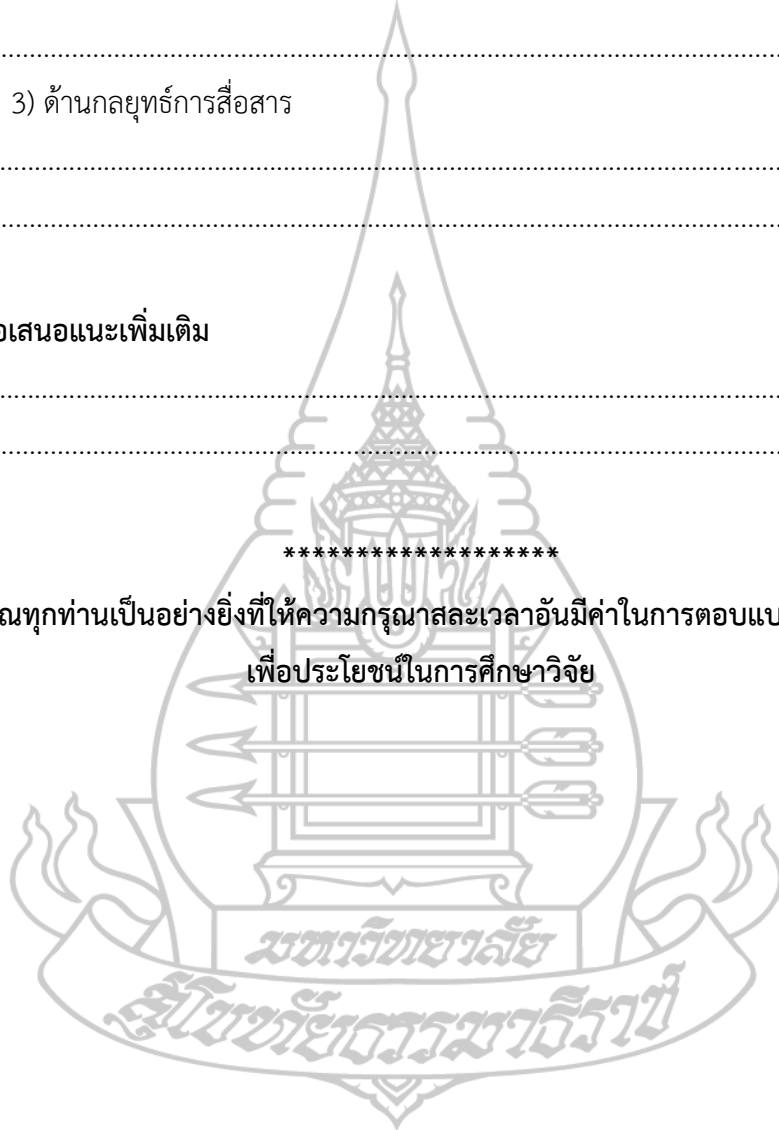 ................................................................................................
3) ด้านกลยุทธ์การสื่อสาร
................................................................................................
................................................................................................
อเสนอแนะเพิ่มเติม
................................................................................................
................................................................................................
*******************
ณทุกท่านเป็นอย่างยิ่งที่ให้ความกรุณาสละเวลาอันมีค่าในการตอบแบ
เพื่อประโยชน์ในการศึกษาวิจัย
มหาวิทยาลัย
สุโขทัยธรรมาธิราช